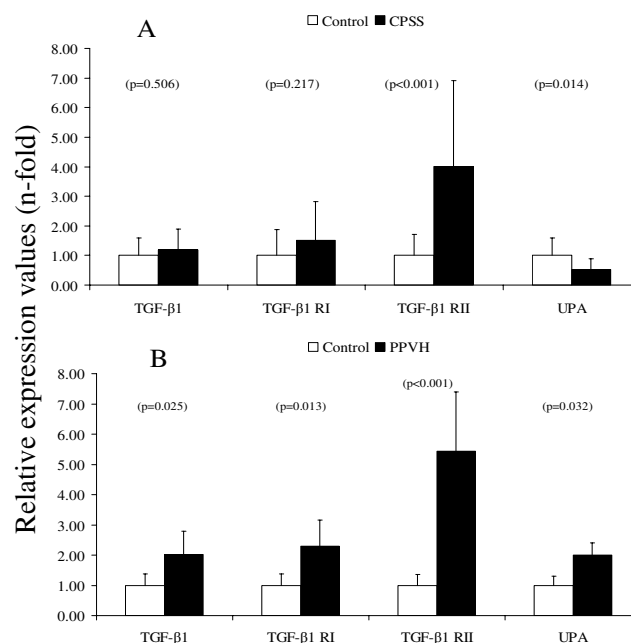 A
Control CPSS
8.00
7.00
6.00
5.00
4.00
3.00
2.00
1.00
0.00
(p=0.506) (p=0.217) (p<0.001) (p=0.014)
TGF-β1 TGF-β1 RI TGF-β1 RII UPA
Relative expression values (n-fold)
B
Control PPVH
8.00
7.00
6.00
5.00
4.00
3.00
2.00
1.00
0.00
(p=0.025) (p=0.013) (p<0.001) (p=0.032)
TGF-β1 TGF-β1 RI TGF-β1 RII UPA